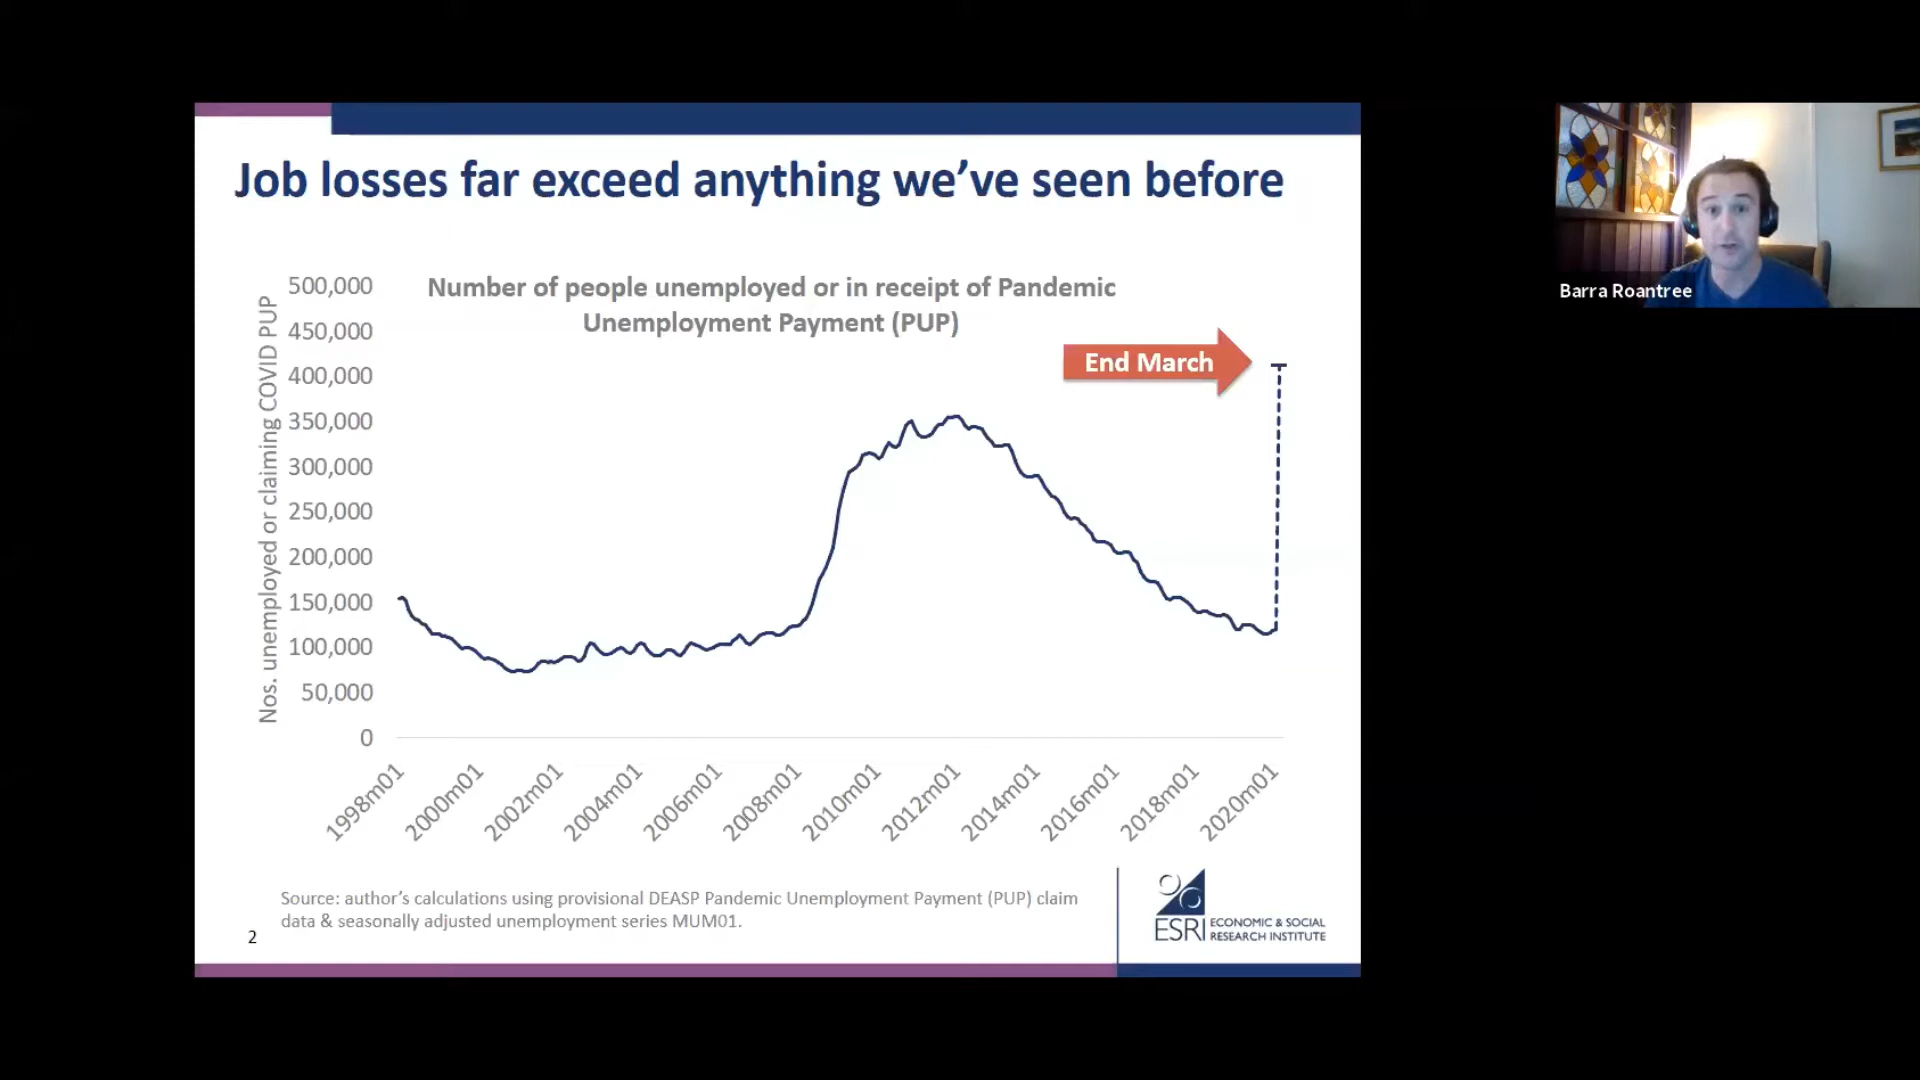 Job losses far exceed anything we've seen before
Number of people unemployed or in receipt of Pandemic
Unemployment Payment (PUP)
Nos. unemployed or claiming COVID PUP
500,000
450,000
400,000
350,000
300,000
250,000
200,000
150,000
100,000
50,000
0
End March
1998m01
2000m01
2002m01
2004m01
2006m01
2008m01
2010m01
2012m01
2014m01
2016m01
2018m01
2020m01
Source: author's calculations using provisional DEASP Pandemic Unemployment Payment (PUP) claim
data & seasonally adjusted unemployment series MUM01.
2
ESRI
ECONOMIC & SOCIAL
RESEARCH INSTITUTE
Barra Roantree